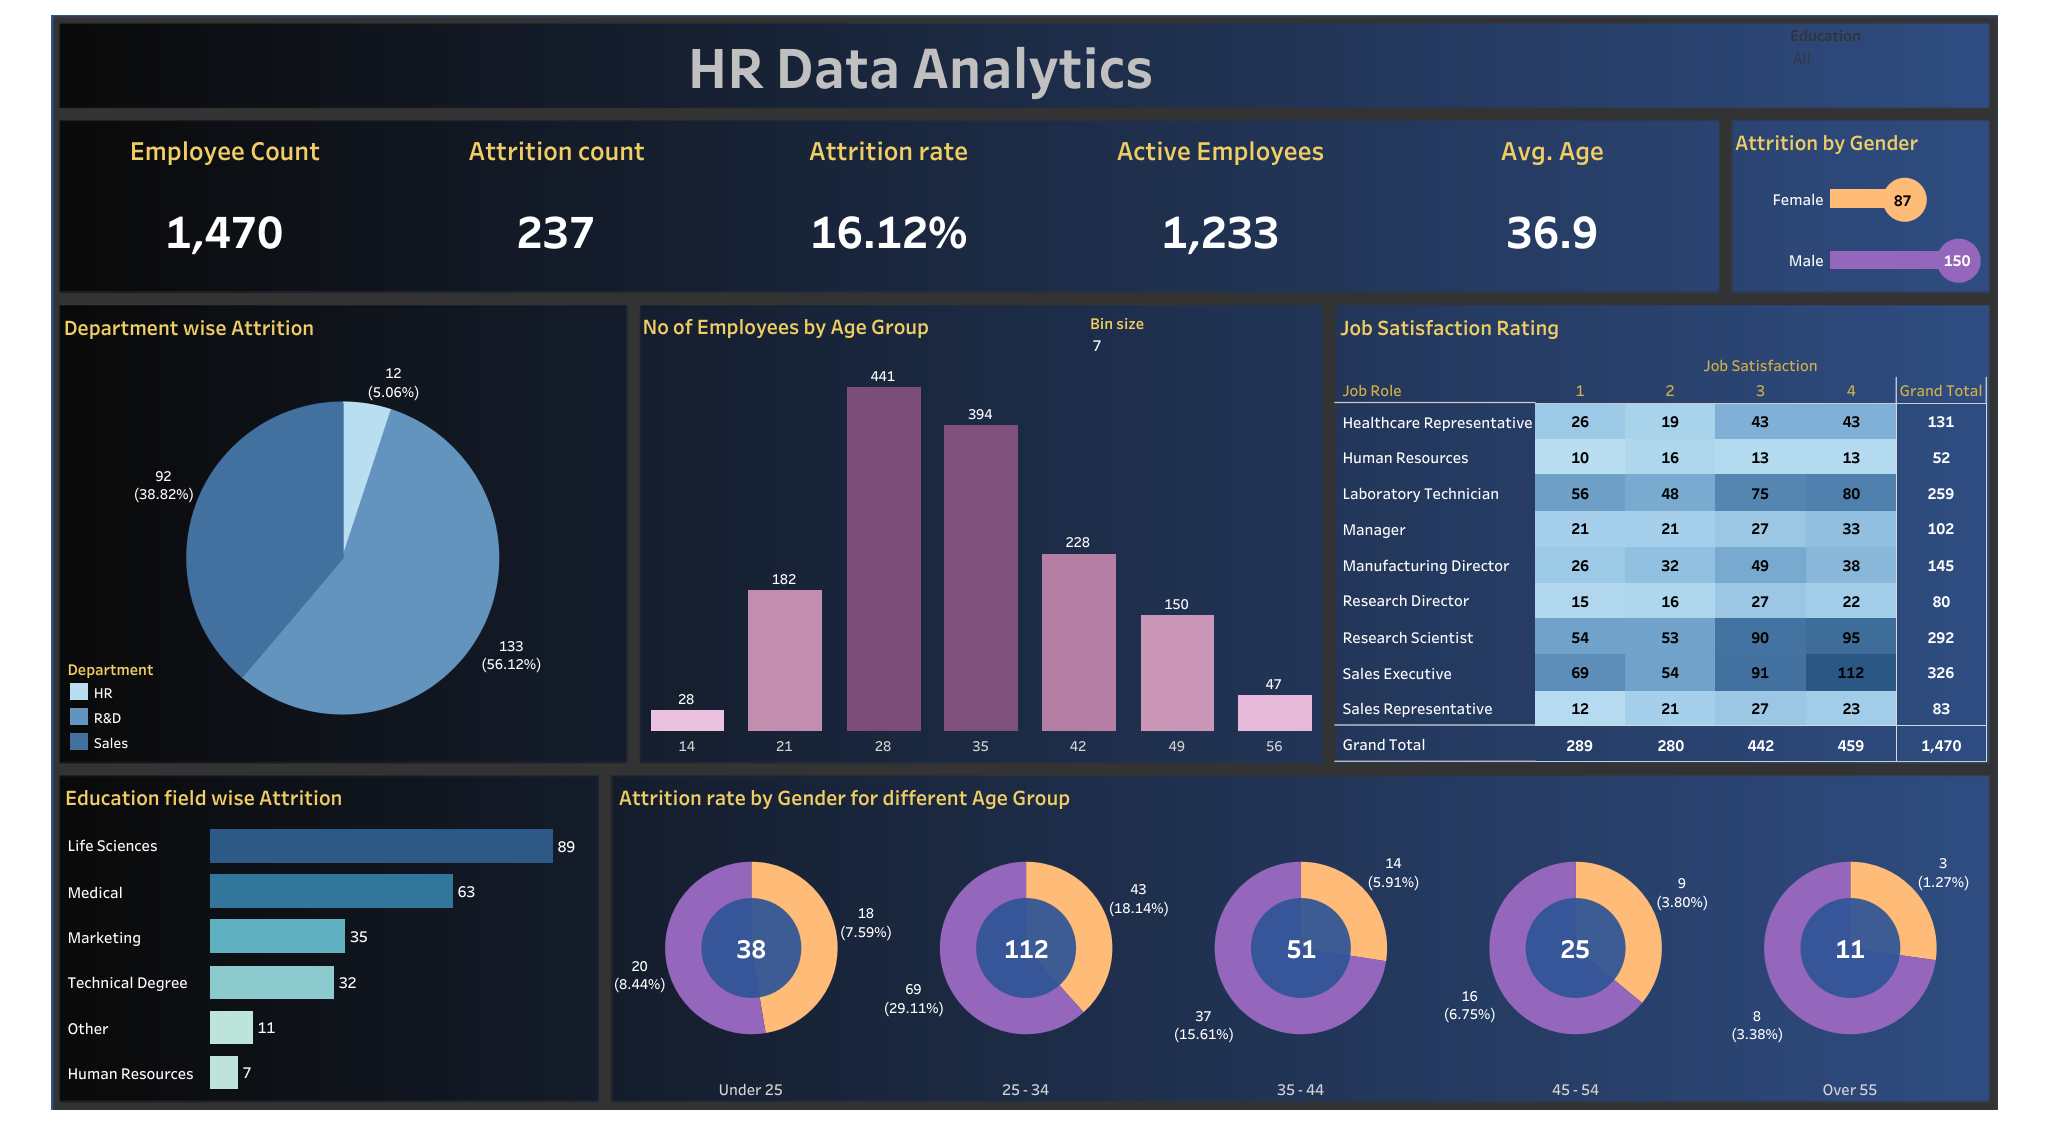 HR Data Analytics
Education
All
Employee Count
Attrition count
Attrition rate
Active Employees
Avg. Age
1,470
237
16.12%
1,233
36.9
Attrition by Gender
Female 87
Male 150
Department wise Attrition
12
(5.06%)
92
(38.82%)
133
(56.12%)
Department
HR
R&D
Sales
No of Employees by Age Group
Bin size
7
441
394
228
182
150
47
28
14 21 28 35 42 49 56
Job Satisfaction Rating
Job Satisfaction
Job Role 1 2 3 4 Grand Total
Healthcare Representative 26 19 43 43 131
Human Resources 10 16 13 13 52
Laboratory Technician 56 48 75 80 259
Manager 21 21 27 33 102
Manufacturing Director 26 32 49 38 145
Research Director 15 16 27 22 80
Research Scientist 54 53 90 95 292
Sales Executive 69 54 91 112 326
Sales Representative 12 21 27 23 83
Grand Total 289 280 442 459 1,470
Education field wise Attrition
Life Sciences 89
Medical 63
Marketing 35
Technical Degree 32
Other 11
Human Resources 7
Attrition rate by Gender for different Age Group
18
(7.59%)
38
20
(8.44%)
Under 25
43
(18.14%)
112
69
(29.11%)
25 - 34
14
(5.91%)
51
37
(15.61%)
35 - 44
9
(3.80%)
25
16
(6.75%)
45 - 54
3
(1.27%)
11
8
(3.38%)
Over 55